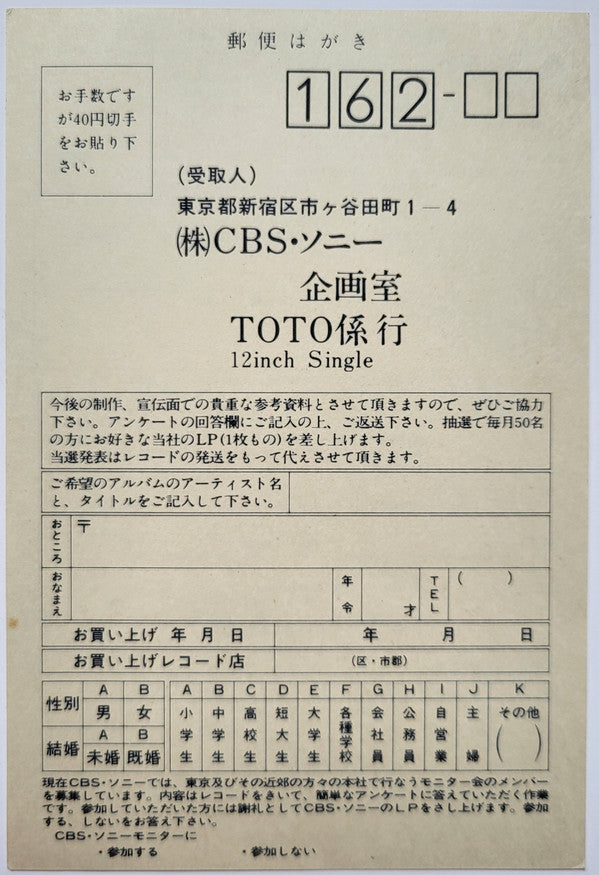 郵便はがき
お手数です
が40円切手
をお貼り下
さい。
162-
(受取人)
東京都新宿区市ヶ谷田町1―4
㈱CBS・ソニー
企画室
TOTO係行
12inch Single
今後の制作、宣伝面での貴重な参考資料とさせて頂きますので、ぜひご協力
下さい。アンケートの回答欄にご記入の上、ご返送下さい。抽選で毎月50名
の方にお好きな当社のLP(1枚もの)を差し上げます。
当選発表はレコードの発送をもって代えさせて頂きます。
ご希望のアルバムのアーティスト名
と、タイトルをご記入して下さい。
おところ 〒
おなまえ 年令 才 TEL ( )
お買い上げ 年 月 日 年 月 日
お買い上げレコード店 (区・市郡)
性別 A 男 B 女
結婚 A 未婚 B 既婚
A 小学生 B 中学生 C 高校生 D 短大生 E 大学生 F 各種学校 G 会社員 H 公務員 I 自営業 J 主婦 K その他 ( )
現在CBS・ソニーでは、東京及びその近郊の方々の本社で行なうモニター会のメンバー
を募集しています。内容はレコードをきいて、簡単なアンケートに答えていただく作業
です。参加していただいた方には謝礼としてCBS・ソニーのLPをさし上げます。参加
する、しないをお答え下さい。
CBS・ソニーモニターに
・参加する ・参加しない